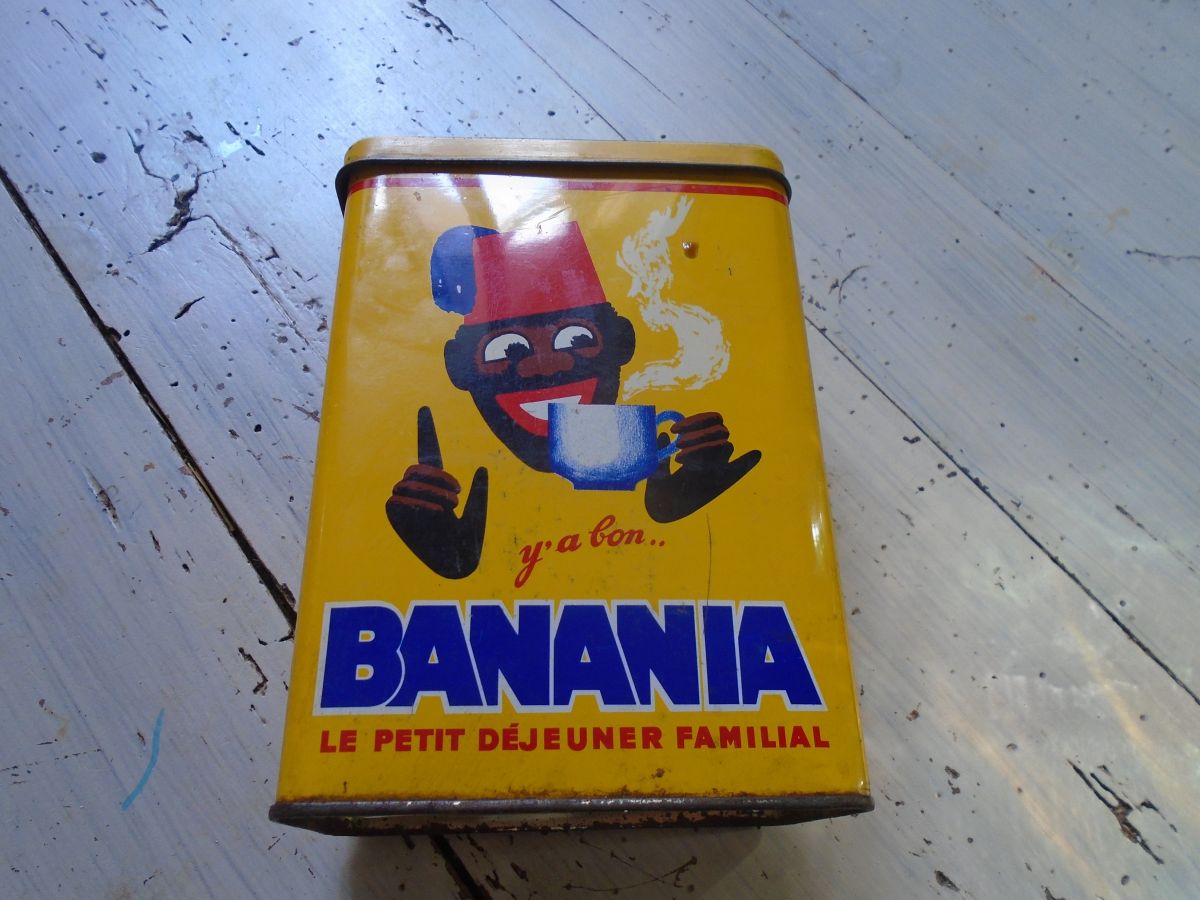 y'a bon..
BANANIA
LE PETIT DÉJEUNER FAMILIAL